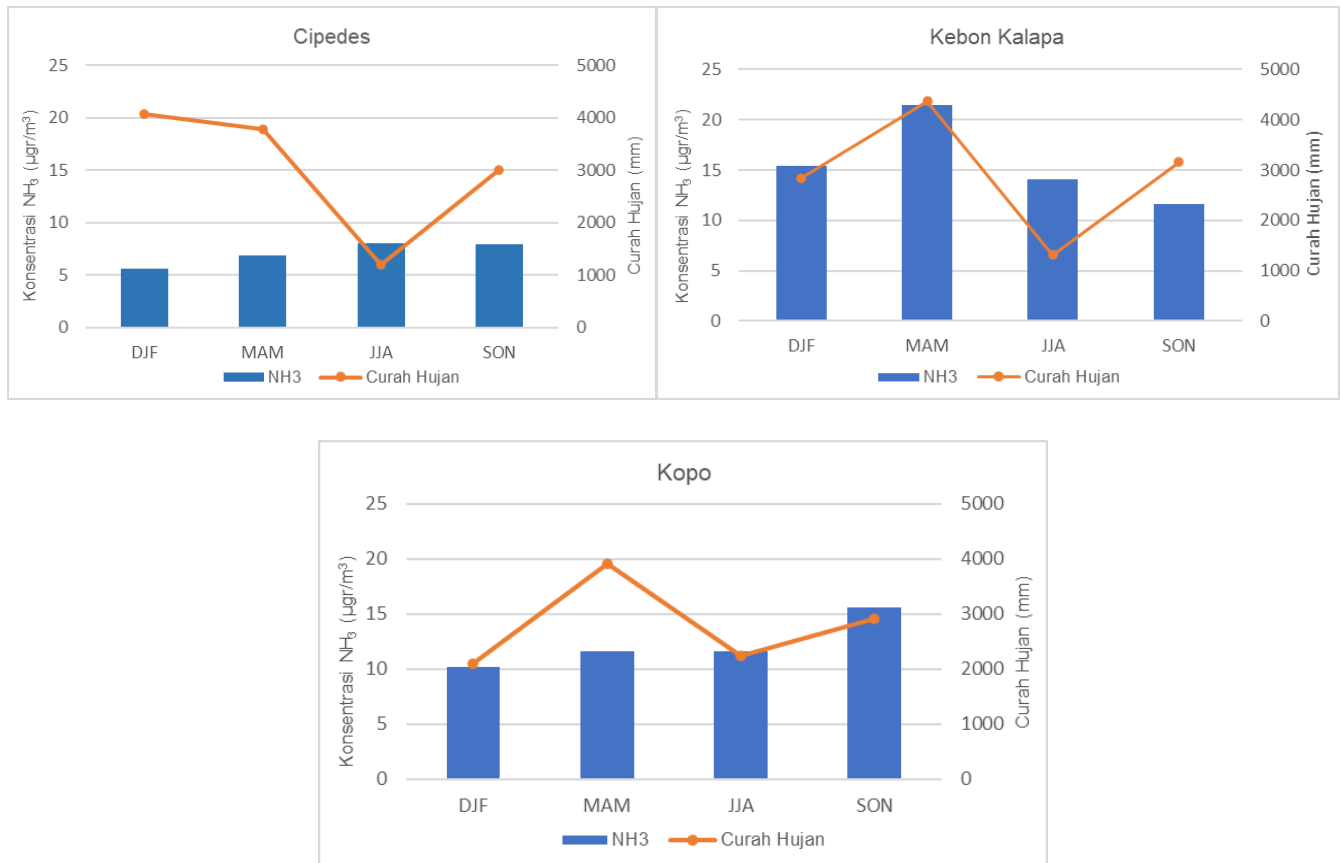 Cipedes
Konsentrasi NH₃ (µgr/m³)
25
20
15
10
5
0
5000
4000
3000
2000
1000
0
Curah Hujan (mm)
DJF MAM JJA SON
NH3 Curah Hujan
Kebon Kalapa
Konsentrasi NH₃ (µgr/m³)
25
20
15
10
5
0
5000
4000
3000
2000
1000
0
Curah Hujan (mm)
DJF MAM JJA SON
NH3 Curah Hujan
Kopo
Konsentrasi NH₃ (µgr/m³)
25
20
15
10
5
0
5000
4000
3000
2000
1000
0
Curah Hujan (mm)
DJF MAM JJA SON
NH3 Curah Hujan